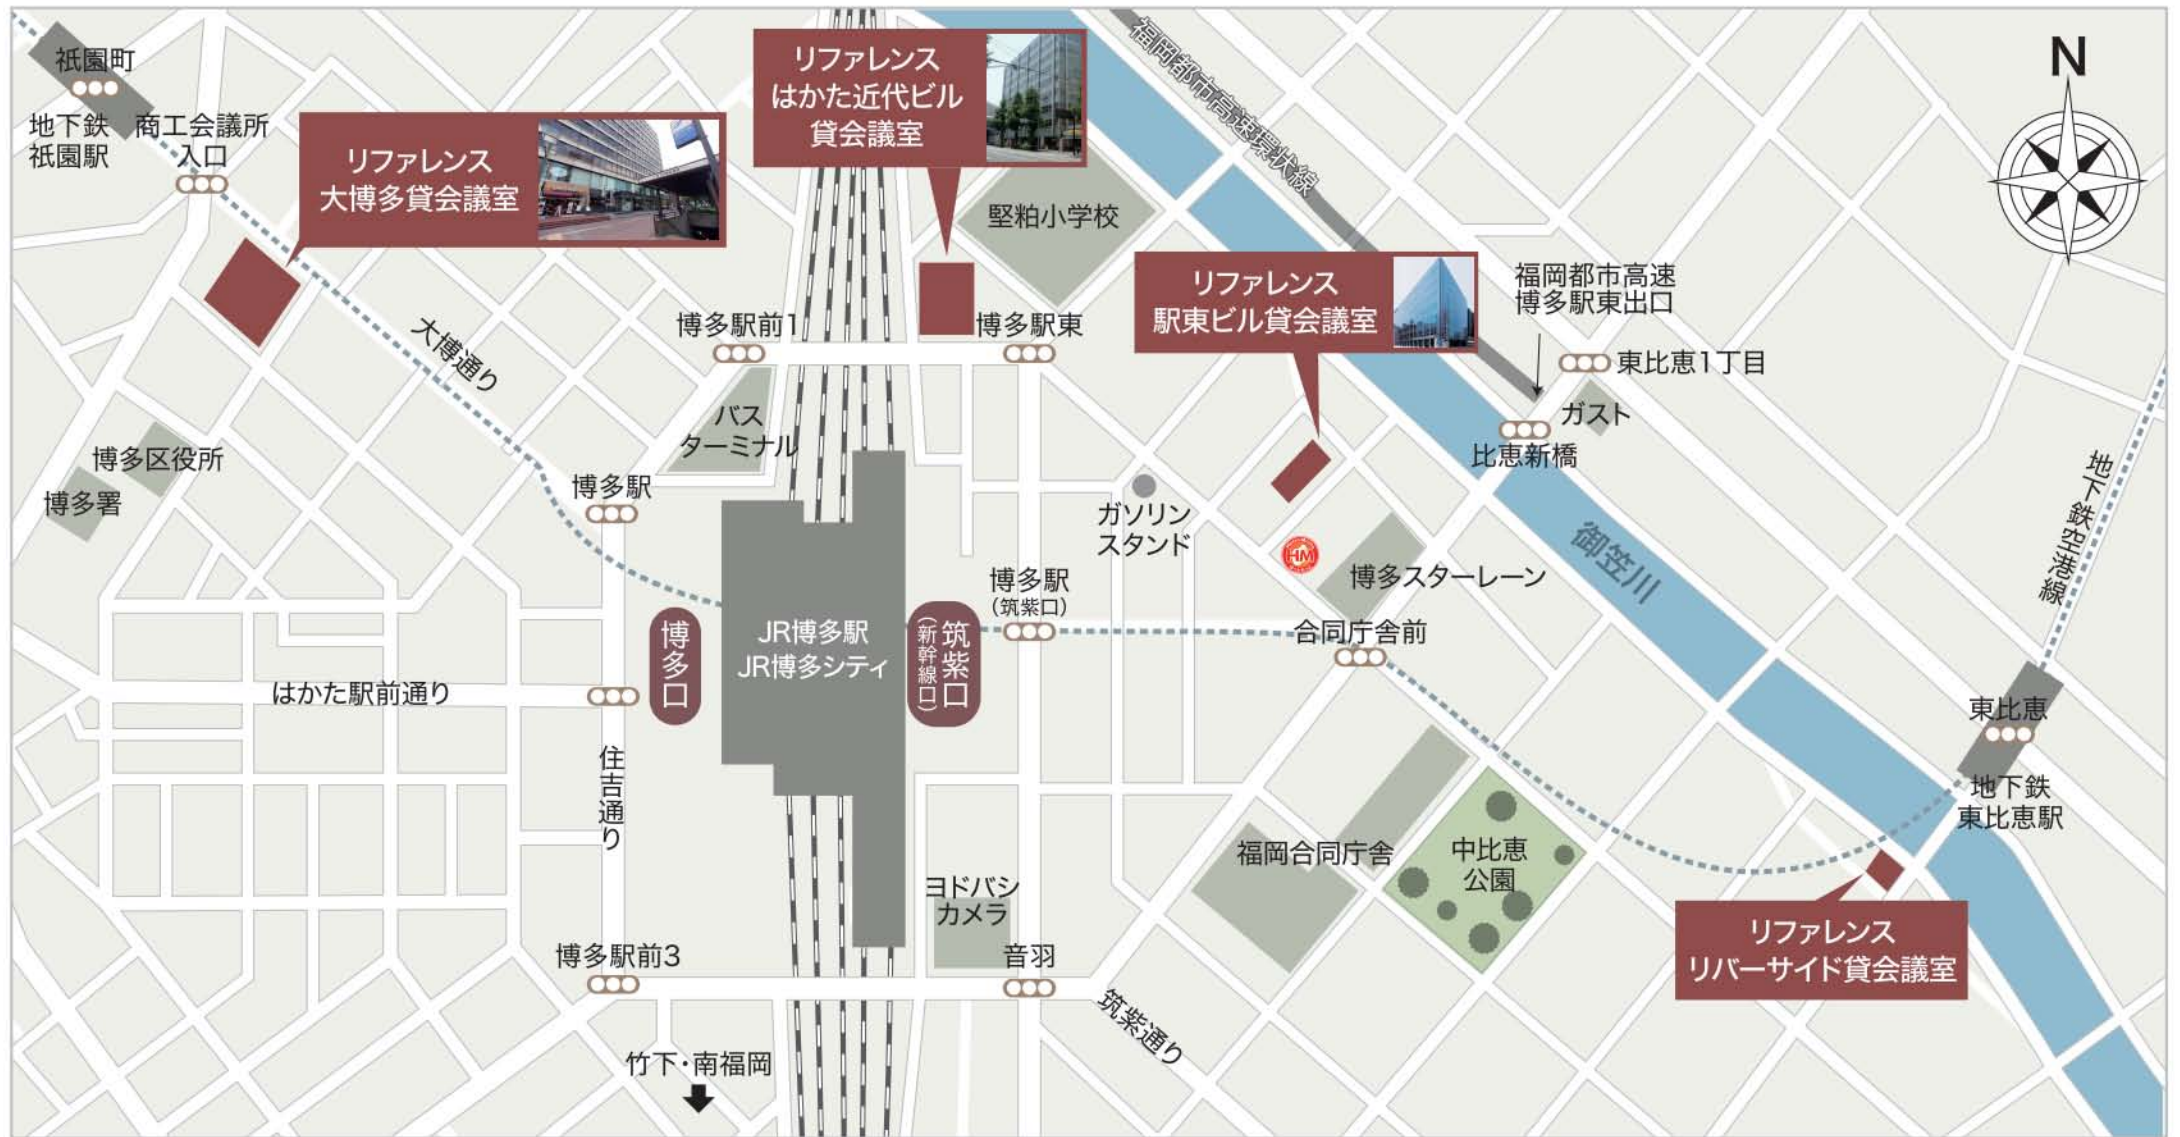 祇園町
地下鉄
祇園駅
商工会議所
入口
リファレンス
大博多貸会議室
リファレンス
はかた近代ビル
貸会議室
福岡都市高速環状線
N
堅粕小学校
リファレンス
駅東ビル貸会議室
福岡都市高速
博多駅東出口
東比恵1丁目
ガスト
比恵新橋
博多駅前1
博多駅東
大博通り
バス
ターミナル
博多区役所
博多署
博多駅
ガソリン
スタンド
HM
博多スターレーン
御笠川
地下鉄空港線
博多駅
(筑紫口)
合同庁舎前
博多口
JR博多駅
JR博多シティ
筑紫口
(新幹線口)
はかた駅前通り
住吉通り
東比恵
地下鉄
東比恵駅
福岡合同庁舎
中比恵
公園
ヨドバシ
カメラ
リファレンス
リバーサイド貸会議室
博多駅前3
音羽
筑紫通り
竹下・南福岡